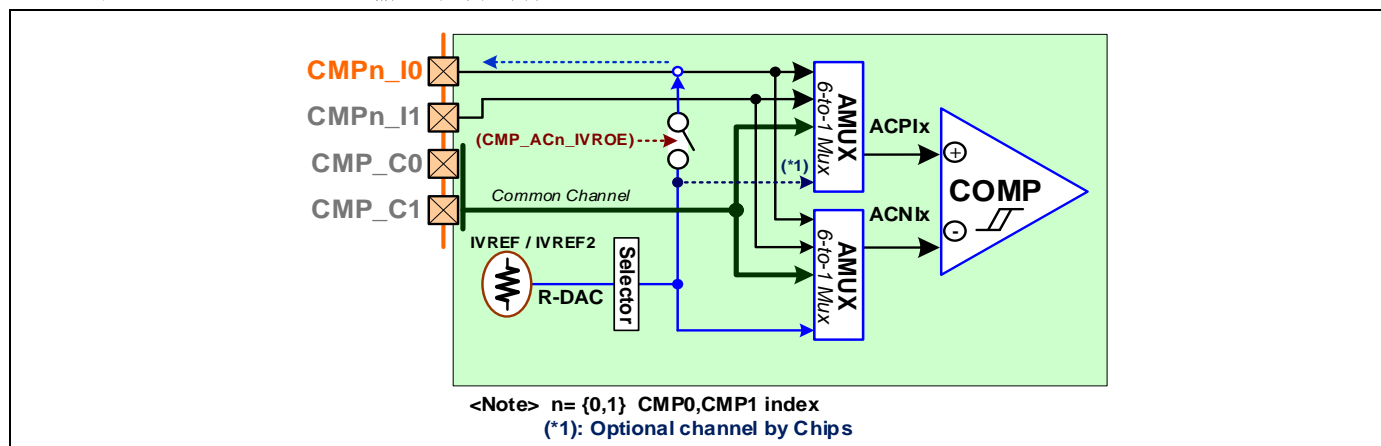 CMPn_I0
CMPn_I1
CMP_C0
CMP_C1
(CMP_ACn_IVROE)
(*1)
Common Channel
IVREF / IVREF2
R-DAC
Selector
AMUX
6-to-1 Mux
AMUX
6-to-1 Mux
ACPIx
ACNIx
+
COMP
-
<Note> n= {0,1} CMP0,CMP1 index
(*1): Optional channel by Chips